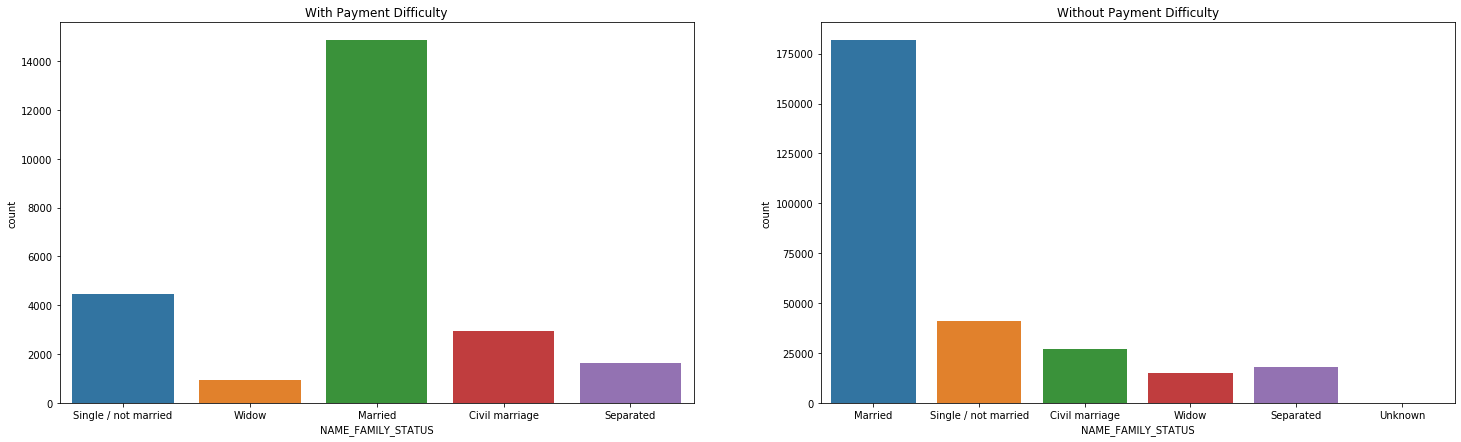 With Payment Difficulty
14000
12000
10000
8000
6000
4000
2000
0
count
Single / not married Widow Married Civil marriage Separated
NAME_FAMILY_STATUS
Without Payment Difficulty
175000
150000
125000
100000
75000
50000
25000
0
count
Married Single / not married Civil marriage Widow Separated Unknown
NAME_FAMILY_STATUS